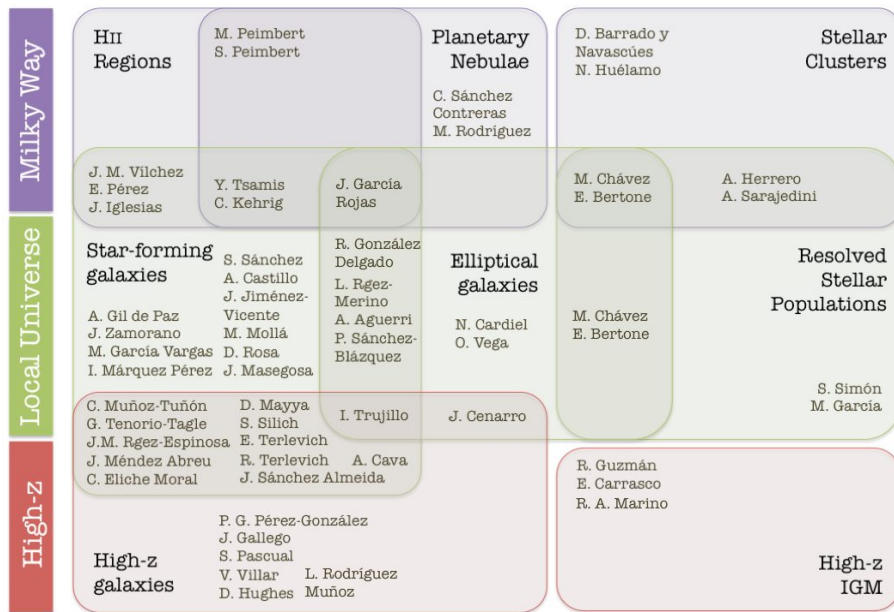 Milky Way
HII
Regions
M. Peimbert
S. Peimbert
Planetary
Nebulae
C. Sánchez
Contreras
M. Rodríguez
D. Barrado y
Navascúes
N. Huélamo
Stellar
Clusters
J. M. Vílchez
E. Pérez
J. Iglesias
Y. Tsamis
C. Kehrig
J. García
Rojas
M. Chávez
E. Bertone
A. Herrero
A. Sarajedini
Local Universe
Star-forming
galaxies
A. Gil de Paz
J. Zamorano
M. García Vargas
I. Márquez Pérez
S. Sánchez
A. Castillo
J. Jiménez-
Vicente
M. Mollá
D. Rosa
J. Masegosa
R. González
Delgado
L. Rgez-
Merino
A. Aguerri
P. Sánchez-
Blázquez
Elliptical
galaxies
N. Cardiel
O. Vega
M. Chávez
E. Bertone
Resolved
Stellar
Populations
S. Simón
M. García
C. Muñoz-Tuñón
G. Tenorio-Tagle
J.M. Rgez-Espinosa
J. Méndez Abreu
C. Eliche Moral
D. Mayya
S. Silich
E. Terlevich
R. Terlevich
J. Sánchez Almeida
A. Cava
I. Trujillo
J. Cenarro
High-z
R. Guzmán
E. Carrasco
R. A. Marino
High-z
galaxies
P. G. Pérez-González
J. Gallego
S. Pascual
V. Villar
D. Hughes
L. Rodríguez
Muñoz
High-z
IGM